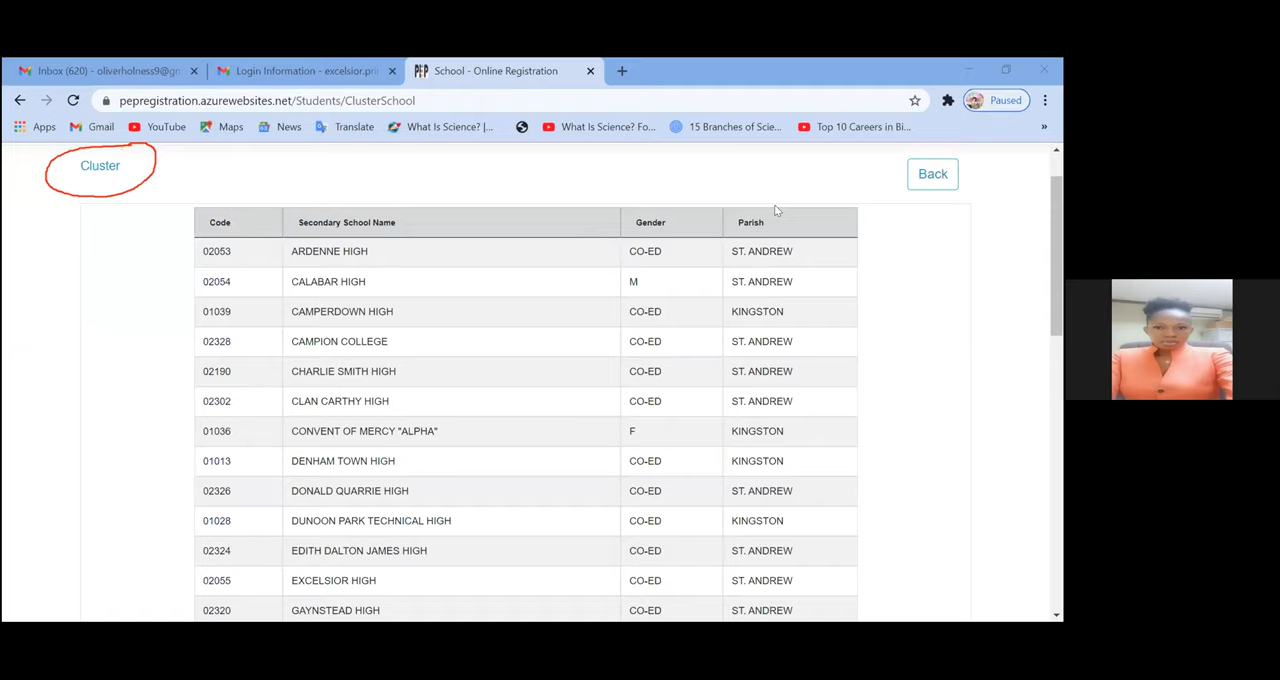 Inbox (620) - oliverholness9@gm
Login Information - excelsior.pri
PEP School - Online Registration
pepregistration.azurewebsites.net/Students/ClusterSchool
Paused
Apps Gmail YouTube Maps News Translate What Is Science? |... What Is Science? Fo... 15 Branches of Scie... Top 10 Careers in Bi... »
Cluster
Back
Code Secondary School Name Gender Parish
02053 ARDENNE HIGH CO-ED ST. ANDREW
02054 CALABAR HIGH M ST. ANDREW
01039 CAMPERDOWN HIGH CO-ED KINGSTON
02328 CAMPION COLLEGE CO-ED ST. ANDREW
02190 CHARLIE SMITH HIGH CO-ED ST. ANDREW
02302 CLAN CARTHY HIGH CO-ED ST. ANDREW
01036 CONVENT OF MERCY "ALPHA" F KINGSTON
01013 DENHAM TOWN HIGH CO-ED KINGSTON
02326 DONALD QUARRIE HIGH CO-ED ST. ANDREW
01028 DUNOON PARK TECHNICAL HIGH CO-ED KINGSTON
02324 EDITH DALTON JAMES HIGH CO-ED ST. ANDREW
02055 EXCELSIOR HIGH CO-ED ST. ANDREW
02320 GAYNSTEAD HIGH CO-ED ST. ANDREW